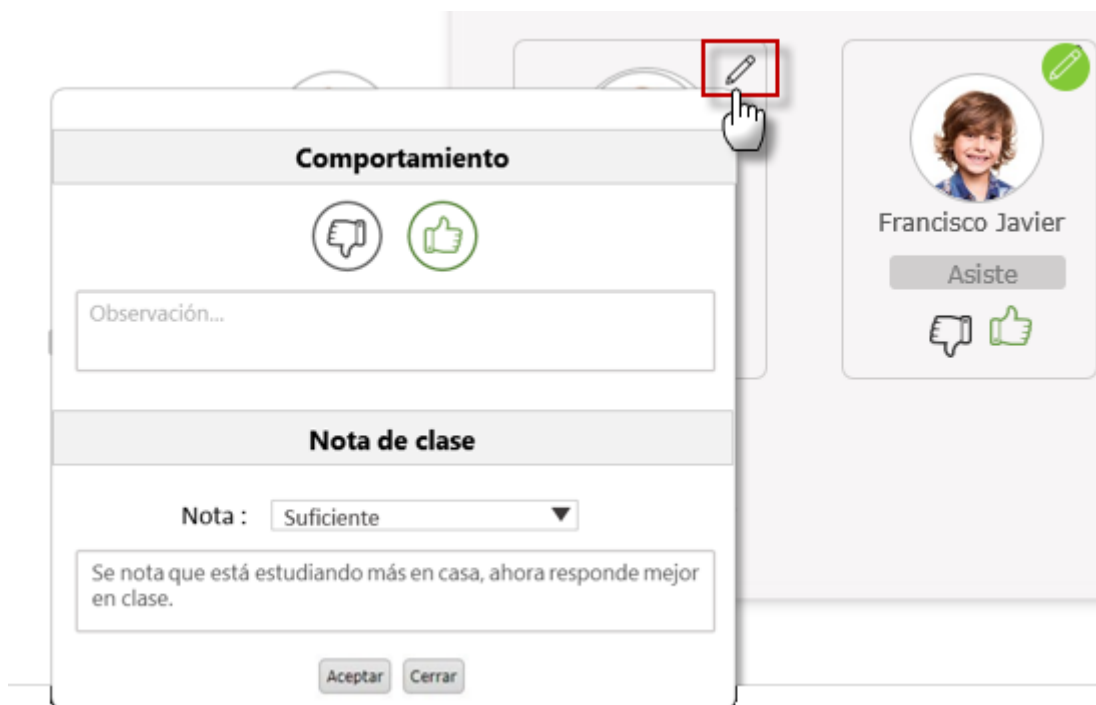 Comportamiento
Observación...
Nota de clase
Nota :
Suficiente
Se nota que está estudiando más en casa, ahora responde mejor
en clase.
Aceptar
Cerrar
Francisco Javier
Asiste